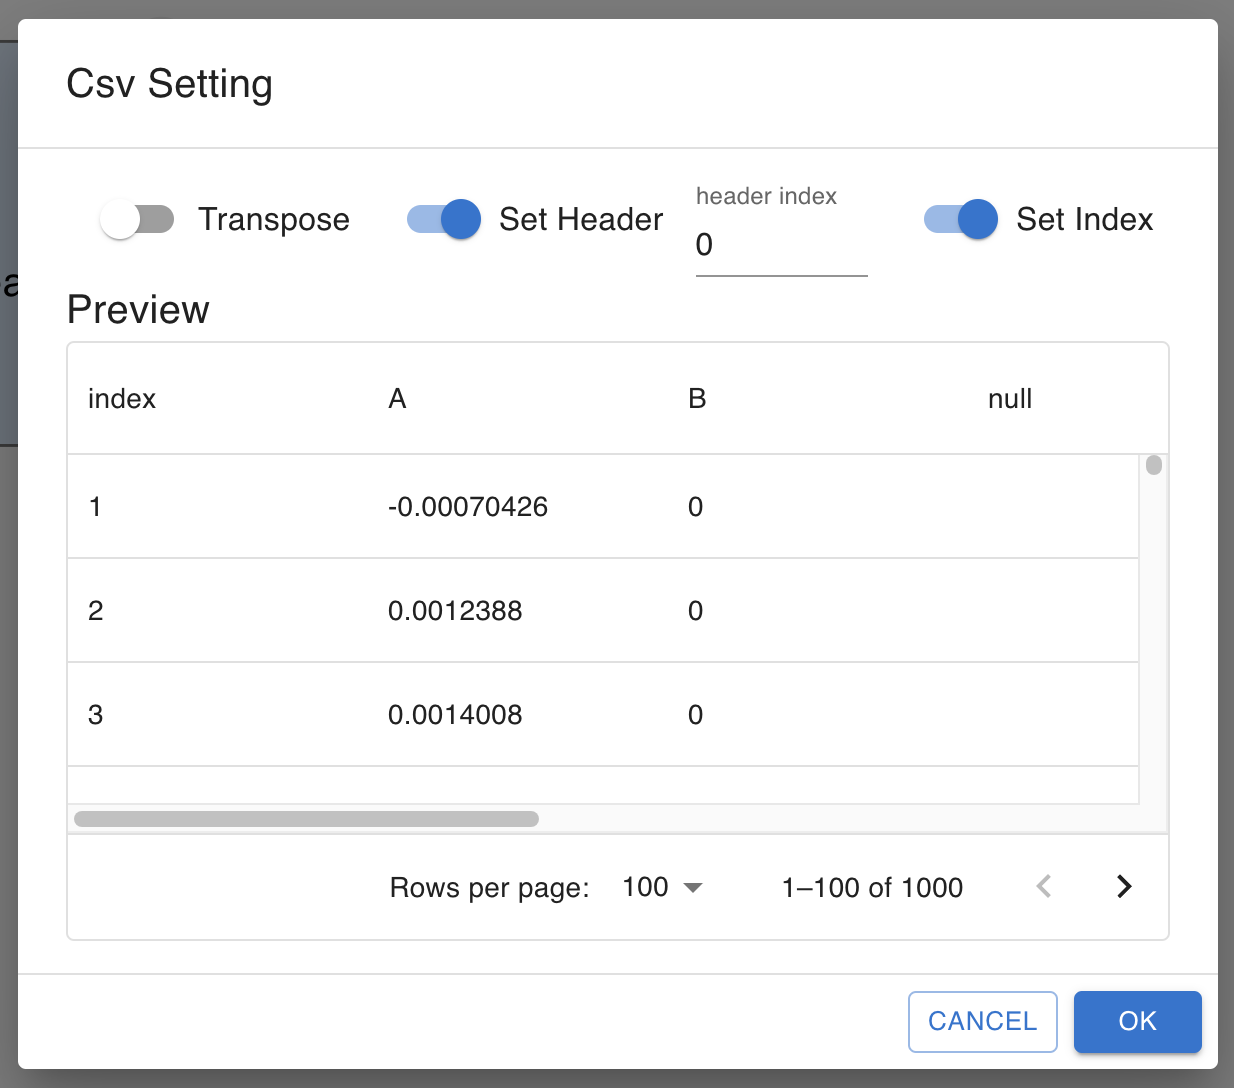 Csv Setting
Transpose
Set Header
header index
0
Set Index
Preview
index A B null
1 -0.00070426 0
2 0.0012388 0
3 0.0014008 0
Rows per page: 100 1–100 of 1000
CANCEL OK